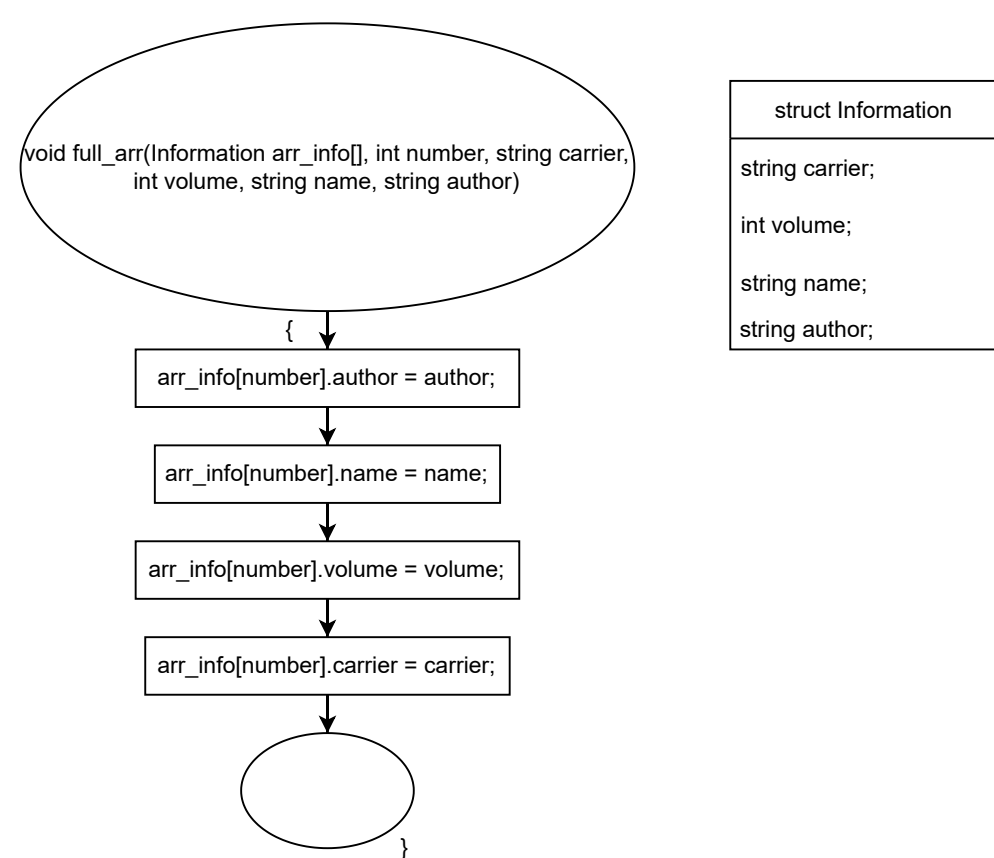 void full_arr(Information arr_info[], int number, string carrier,
int volume, string name, string author)
{
arr_info[number].author = author;
arr_info[number].name = name;
arr_info[number].volume = volume;
arr_info[number].carrier = carrier;
}
struct Information
string carrier;
int volume;
string name;
string author;